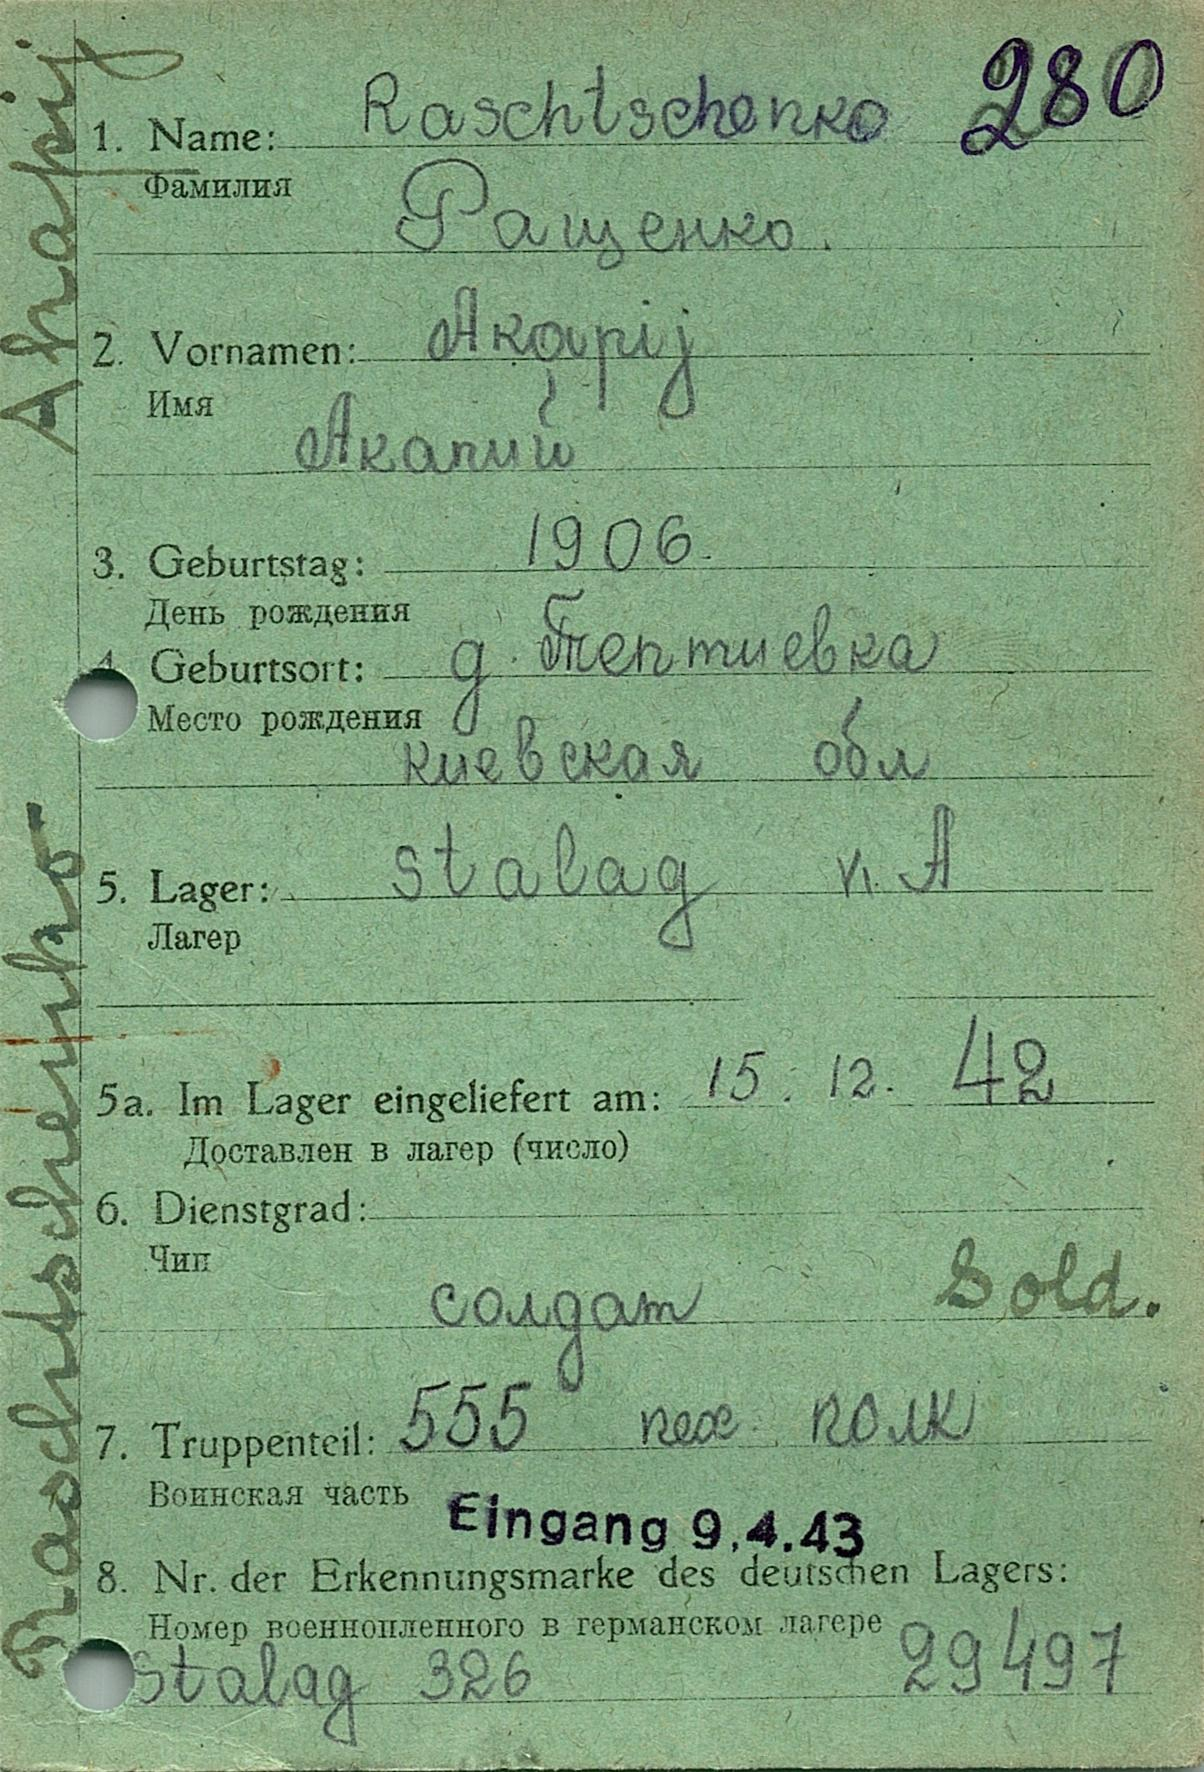 280
1. Name: Raschtschenko
Фамилия
Ращенко.
2. Vornamen: Akapij
Имя
Акапий
3. Geburtstag: 1906.
День рождения
4. Geburtsort: д. Тептиевка
Место рождения
киевская обл
5. Lager: Stalag VI. A
Лагер
5a. Im Lager eingeliefert am: 15. 12. 42
Доставлен в лагер (число)
6. Dienstgrad:
Чин
солдат Sold.
7. Truppenteil: 555 пех. полк
Воинская часть
Eingang 9.4.43
8. Nr. der Erkennungsmarke des deutschen Lagers:
Номер военнопленного в германском лагере
Stalag 326 29497
Raschtschenko Akapij